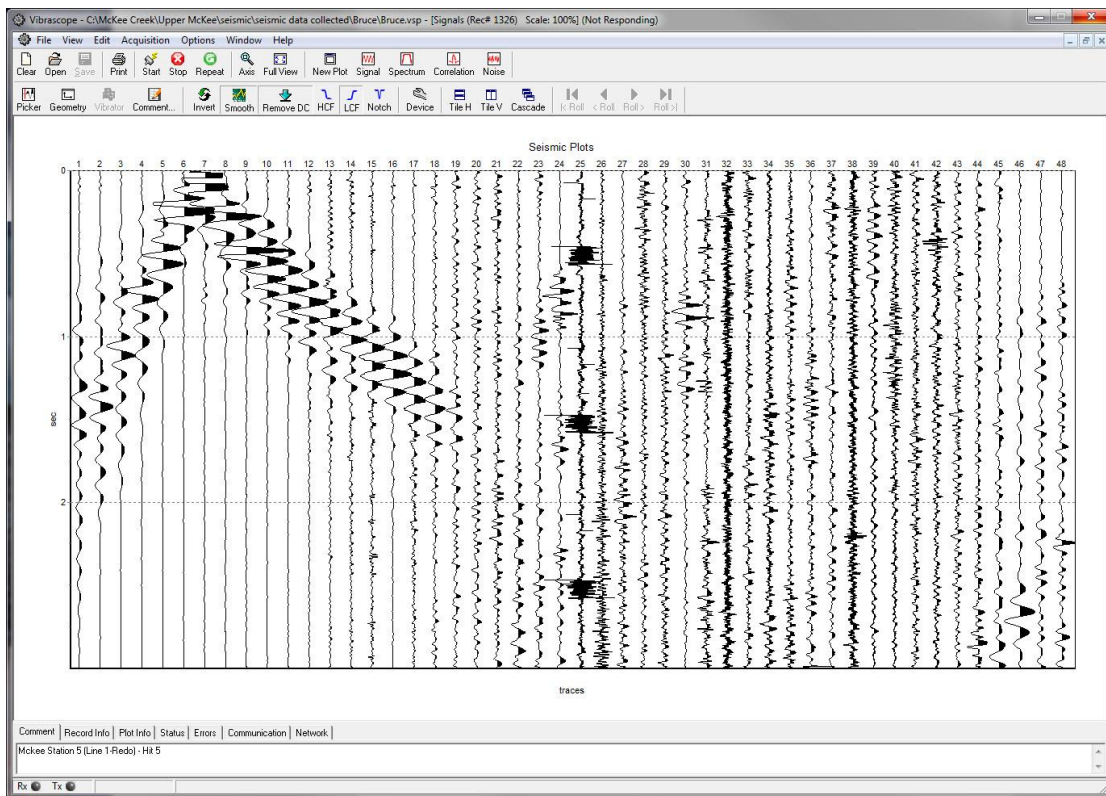 Vibrascope - C:\McKee Creek\Upper McKee\seismic\seismic data collected\Bruce\Bruce.vsp - [Signals (Rec# 1326) Scale: 100%] (Not Responding)
File View Edit Acquisition Options Window Help
Clear Open Save Print Start Stop Repeat Axis Full View New Plot Signal Spectrum Correlation Noise
Picker Geometry Vibrator Comment... Invert Smooth Remove DC HCF LCF Notch Device Tile H Tile V Cascade |< Roll < Roll Roll > Roll >|
Seismic Plots
1 2 3 4 5 6 7 8 9 10 11 12 13 14 15 16 17 18 19 20 21 22 23 24 25 26 27 28 29 30 31 32 33 34 35 36 37 38 39 40 41 42 43 44 45 46 47 48
0
1
sec
2
traces
Comment Record Info Plot Info Status Errors Communication Network
Mckee Station 5 (Line 1-Redo) - Hit 5
Rx Tx